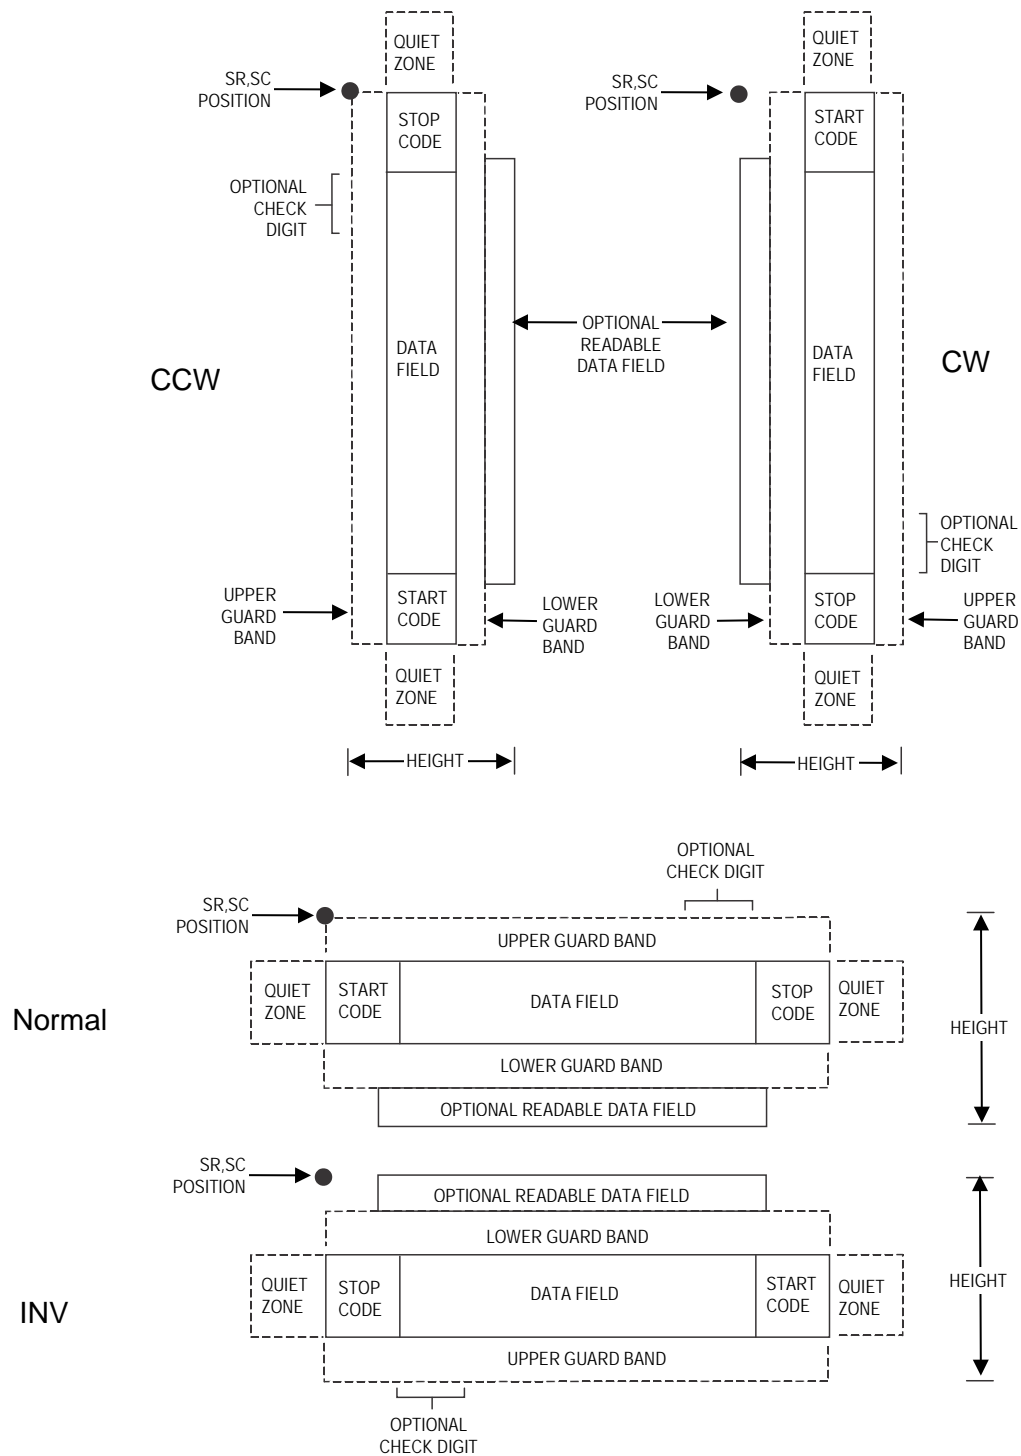 QUIET
ZONE
SR,SC
POSITION
STOP
CODE
OPTIONAL
CHECK
DIGIT
DATA
FIELD
CCW
UPPER
GUARD
BAND
START
CODE
LOWER
GUARD
BAND
QUIET
ZONE
HEIGHT
OPTIONAL
READABLE
DATA FIELD
QUIET
ZONE
SR,SC
POSITION
START
CODE
DATA
FIELD
CW
OPTIONAL
CHECK
DIGIT
LOWER
GUARD
BAND
STOP
CODE
UPPER
GUARD
BAND
QUIET
ZONE
HEIGHT
OPTIONAL
CHECK DIGIT
SR,SC
POSITION
UPPER GUARD BAND
Normal
QUIET
ZONE
START
CODE
DATA FIELD
STOP
CODE
QUIET
ZONE
HEIGHT
LOWER GUARD BAND
OPTIONAL READABLE DATA FIELD
SR,SC
POSITION
OPTIONAL READABLE DATA FIELD
LOWER GUARD BAND
INV
QUIET
ZONE
STOP
CODE
DATA FIELD
START
CODE
QUIET
ZONE
HEIGHT
UPPER GUARD BAND
OPTIONAL
CHECK DIGIT